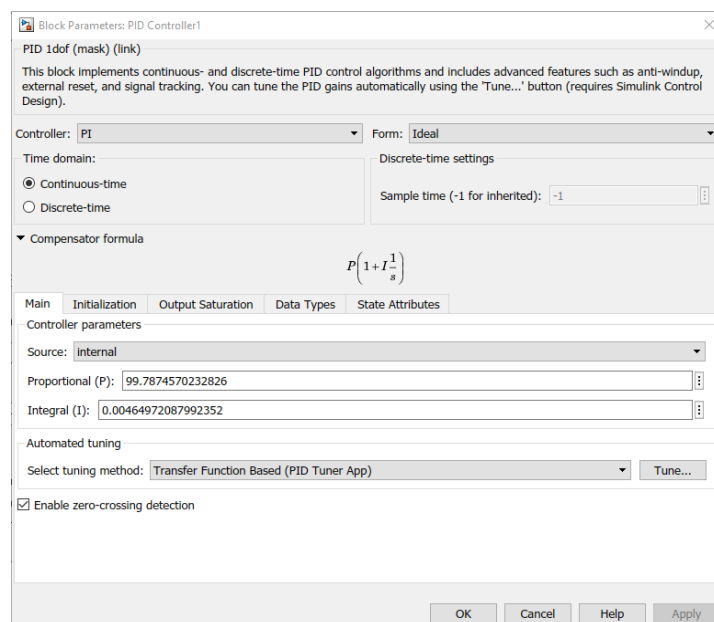 Block Parameters: PID Controller1
PID 1dof (mask) (link)
This block implements continuous- and discrete-time PID control algorithms and includes advanced features such as anti-windup,
external reset, and signal tracking. You can tune the PID gains automatically using the 'Tune...' button (requires Simulink Control
Design).
Controller: PI Form: Ideal
Time domain: Discrete-time settings
Continuous-time
Sample time (-1 for inherited): -1
Discrete-time
Compensator formula
P(1+I 1/s)
Main Initialization Output Saturation Data Types State Attributes
Controller parameters
Source: internal
Proportional (P): 99.7874570232826
Integral (I): 0.00464972087992352
Automated tuning
Select tuning method: Transfer Function Based (PID Tuner App) Tune...
Enable zero-crossing detection
OK Cancel Help Apply